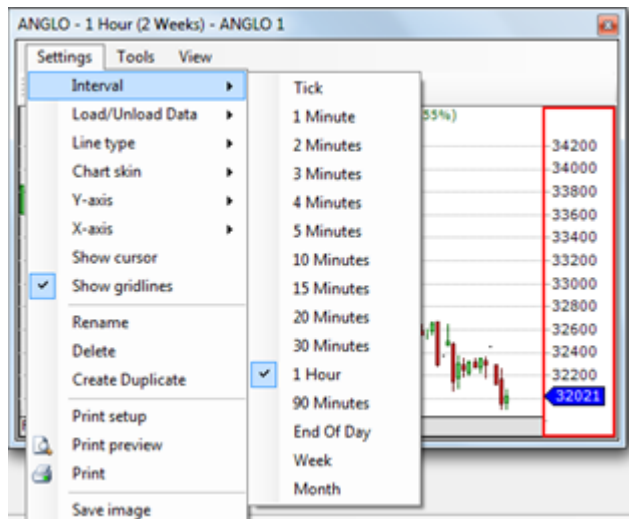 ANGLO - 1 Hour (2 Weeks) - ANGLO 1
Settings Tools View
Interval
Load/Unload Data
Line type
Chart skin
Y-axis
X-axis
Show cursor
Show gridlines
Rename
Delete
Create Duplicate
Print setup
Print preview
Print
Save image
Tick
1 Minute
2 Minutes
3 Minutes
4 Minutes
5 Minutes
10 Minutes
15 Minutes
20 Minutes
30 Minutes
1 Hour
90 Minutes
End Of Day
Week
Month
55%)
34200
34000
33800
33600
33400
33200
33000
32800
32600
32400
32200
32021